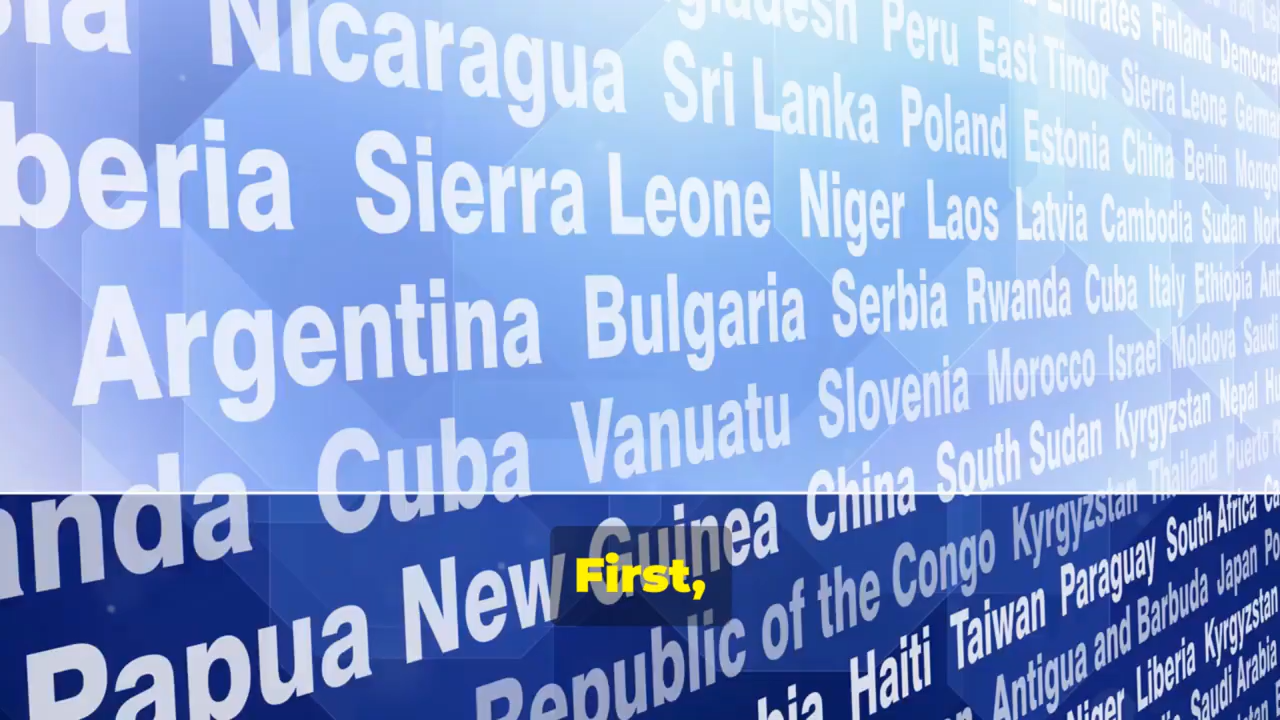 Nicaragua Sri Lanka Poland Estonia China Benin
Peru East Timor Sierra Leone
Emirates Finland
Sierra Leone Niger Laos Latvia Cambodia Sudan
Argentina Bulgaria Serbia Rwanda Cuba Italy Ethiopia
Cuba Vanuatu Slovenia Morocco Israel Moldova Saudi
Papua New Guinea China South Sudan Kyrgyzstan Nepal
Republic of the Congo Kyrgyzstan Thailand Puerto
Haiti Taiwan Paraguay South Africa
Antigua and Barbuda Japan
Niger Liberia Kyrgyzstan
Saudi Arabia
First,